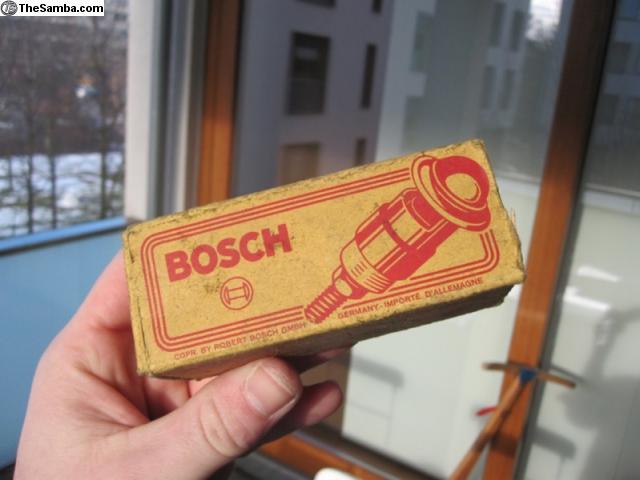 TheSamba.com
BOSCH
COPR. BY ROBERT BOSCH GMBH GERMANY-IMPORTÉ D'ALLEMAGNE